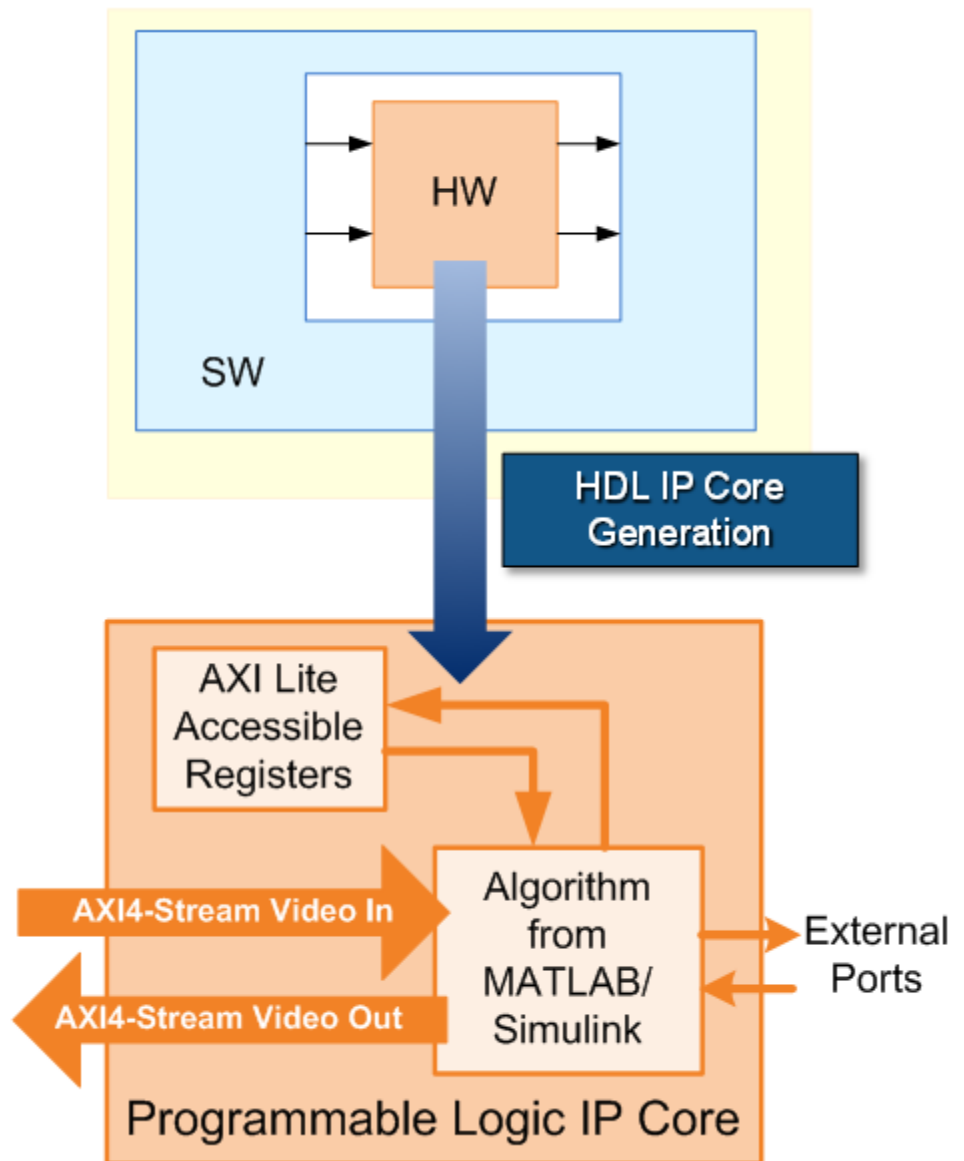 HW
SW
HDL IP Core
Generation
AXI Lite
Accessible
Registers
AXI4-Stream Video In
Algorithm
from
MATLAB/
Simulink
External
Ports
AXI4-Stream Video Out
Programmable Logic IP Core